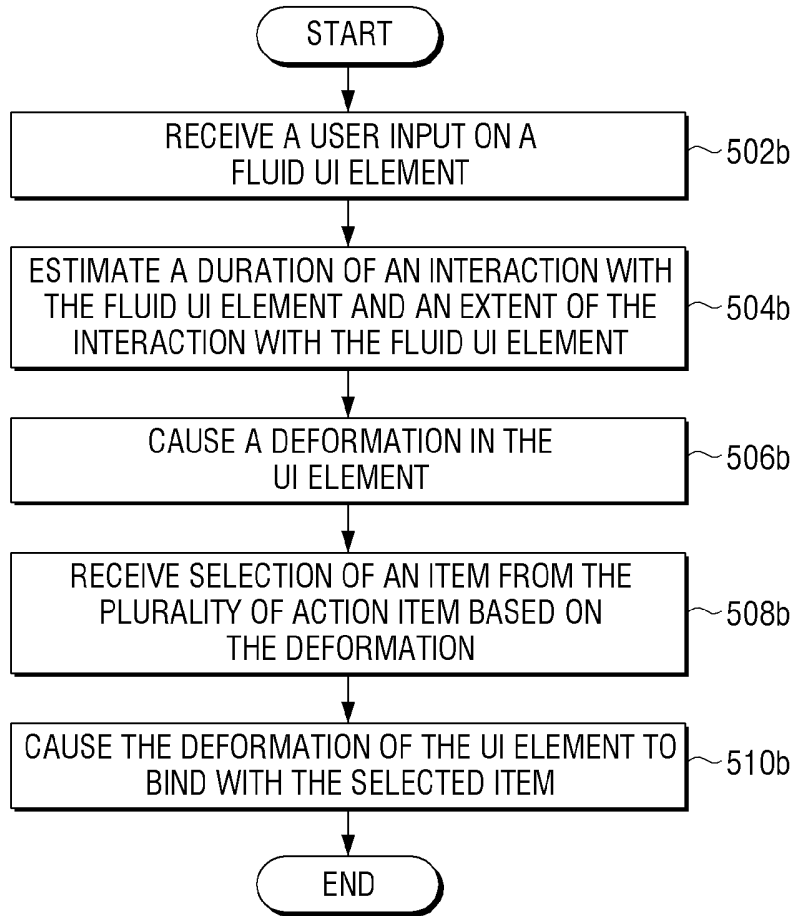 START
RECEIVE A USER INPUT ON A
FLUID UI ELEMENT
502b
ESTIMATE A DURATION OF AN INTERACTION WITH
THE FLUID UI ELEMENT AND AN EXTENT OF THE
INTERACTION WITH THE FLUID UI ELEMENT
504b
CAUSE A DEFORMATION IN THE
UI ELEMENT
506b
RECEIVE SELECTION OF AN ITEM FROM THE
PLURALITY OF ACTION ITEM BASED ON
THE DEFORMATION
508b
CAUSE THE DEFORMATION OF THE UI ELEMENT TO
BIND WITH THE SELECTED ITEM
510b
END